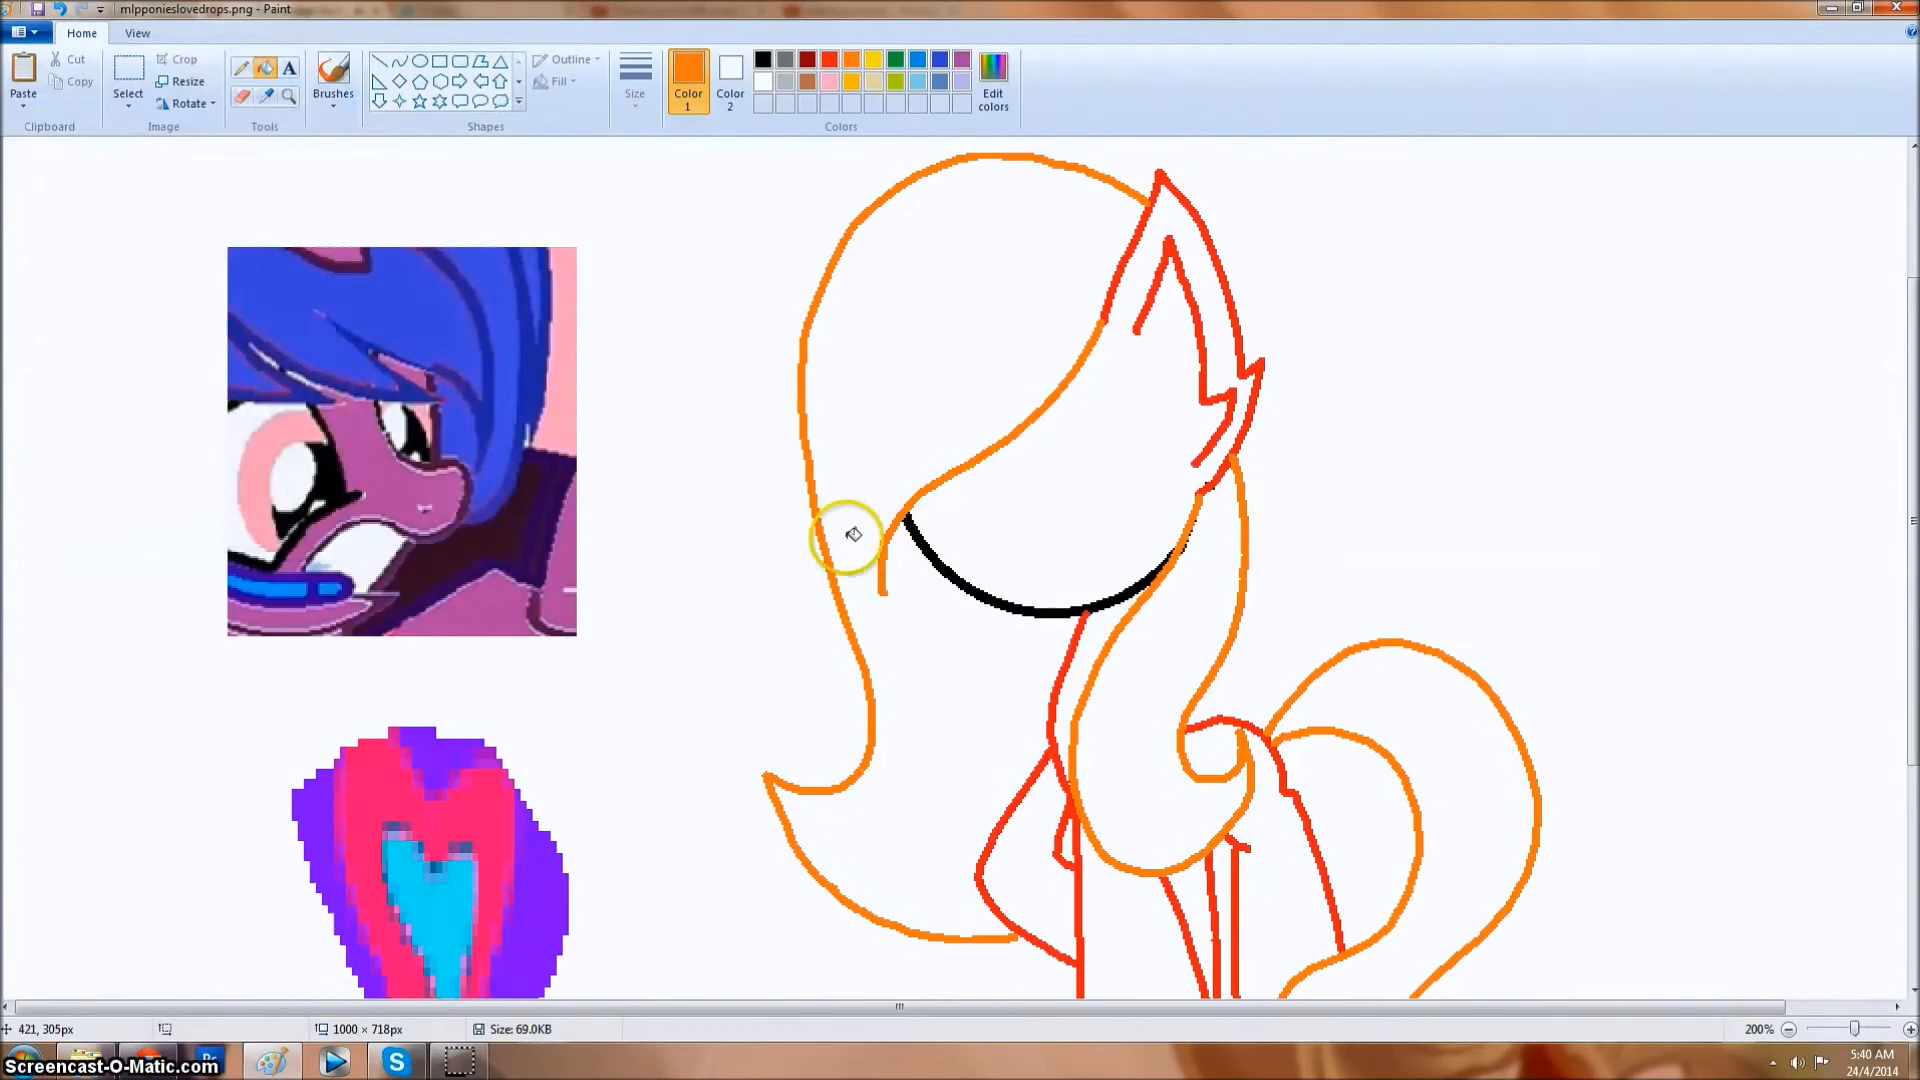 mlpponieslovedrops.png - Paint
Home View
Paste
Cut
Copy
Clipboard
Select
Crop
Resize
Rotate
Image
A
Tools
Brushes
Shapes
Outline
Fill
Size
Color
1
Color
2
Edit
colors
Colors
421, 305px
1000 × 718px
Size: 69.0KB
200%
Ps
S
5:40 AM
24/4/2014
Screencast-O-Matic.com